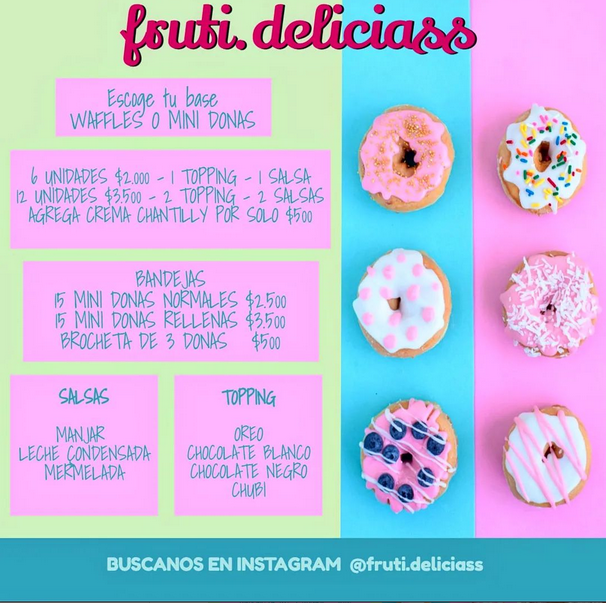 fruti.deliciass
Escoge tu base
WAFFLES O MINI DONAS
6 UNIDADES $2.000 - 1 TOPPING - 1 SALSA
12 UNIDADES $3.500 - 2 TOPPING - 2 SALSAS
AGREGA CREMA CHANTILLY POR SOLO $500
BANDEJAS
15 MINI DONAS NORMALES $2.500
15 MINI DONAS RELLENAS $3.500
BROCHETA DE 3 DONAS $500
SALSAS
MANJAR
LECHE CONDENSADA
MERMELADA
TOPPING
OREO
CHOCOLATE BLANCO
CHOCOLATE NEGRO
CHUBI
BUSCANOS EN INSTAGRAM @fruti.deliciass